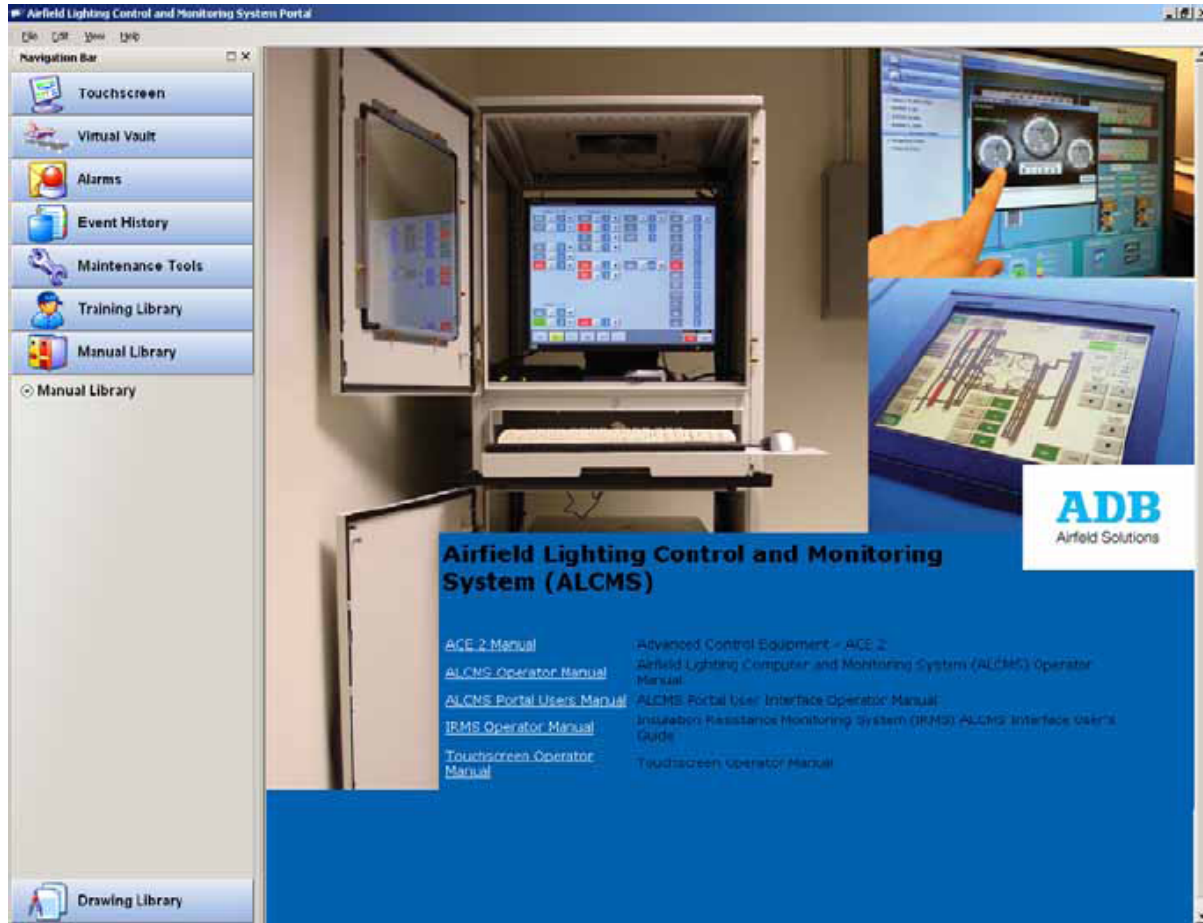 Airfield Lighting Control and Monitoring System Portal
File Edit View Help
Navigation Bar
Touchscreen
Virtual Vault
Alarms
Event History
Maintenance Tools
Training Library
Manual Library
Manual Library
Drawing Library
ADB
Airfield Solutions
Airfield Lighting Control and Monitoring
System (ALCMS)
ACE 2 Manual Advanced Control Equipment - ACE 2
ALCMS Operator Manual Airfield Lighting Computer and Monitoring System (ALCMS) Operator
Manual
ALCMS Portal Users Manual ALCMS Portal User Interface Operator Manual
IRMS Operator Manual Insulation Resistance Monitoring System (IRMS) ALCMS Interface User's
Guide
Touchscreen Operator
Manual Touchscreen Operator Manual